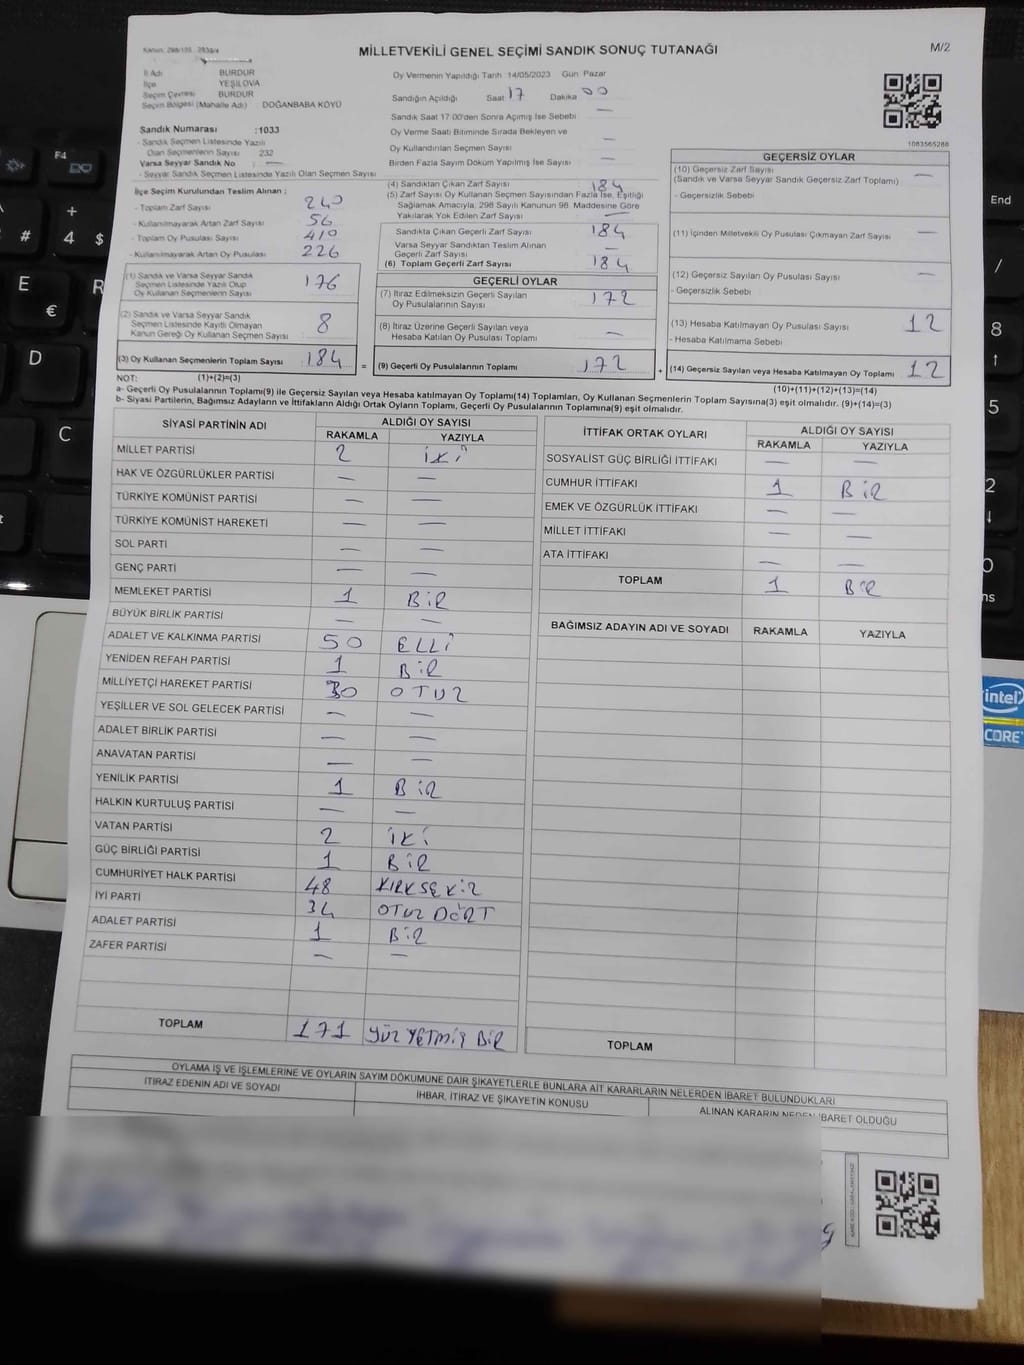 MİLLETVEKİLİ GENEL SEÇİMİ SANDIK SONUÇ TUTANAĞI
M/2
İl Adı BURDUR
İlçe YEŞİLOVA
Seçim Çevresi BURDUR
Seçim Bölgesi (Mahalle Adı) DOĞANBABA KÖYÜ
Sandık Numarası :1033
- Sandık Seçmen Listesinde Yazılı
Olan Seçmenlerin Sayısı 232
Varsa Seyyar Sandık No : —
- Seyyar Sandık Seçmen Listesinde Yazılı Olan Seçmen Sayısı
İlçe Seçim Kurulundan Teslim Alınan ;
- Toplam Zarf Sayısı 240
- Kullanılmayarak Artan Zarf Sayısı 56
- Toplam Oy Pusulası Sayısı 410
- Kullanılmayarak Artan Oy Pusulası 226
(1) Sandık ve Varsa Seyyar Sandık
Seçmen Listesinde Yazılı Olup
Oy Kullanan Seçmenlerin Sayısı 176
(2) Sandık ve Varsa Seyyar Sandık
Seçmen Listesinde Kayıtlı Olmayan
Kanun Gereği Oy Kullanan Seçmen Sayısı 8
(3) Oy Kullanan Seçmenlerin Toplam Sayısı 184 =
Oy Vermenin Yapıldığı Tarih 14/05/2023 Gün Pazar
Sandığın Açıldığı Saat 17 Dakika 00
Sandık Saat 17.00'den Sonra Açımış İse Sebebi —
Oy Verme Saati Bitiminde Sırada Bekleyen ve
Oy Kullandırılan Seçmen Sayısı —
Birden Fazla Sayım Döküm Yapılmış İse Sayısı —
(4) Sandıktan Çıkan Zarf Sayısı 184
(5) Zarf Sayısı Oy Kullanan Seçmen Sayısından Fazla İse, Eşitliği
Sağlamak Amacıyla, 298 Sayılı Kanunun 98. Maddesine Göre
Yakılarak Yok Edilen Zarf Sayısı —
Sandıkta Çıkan Geçerli Zarf Sayısı 184
Varsa Seyyar Sandıktan Teslim Alınan
Geçerli Zarf Sayısı —
(6) Toplam Geçerli Zarf Sayısı 184
GEÇERLİ OYLAR
(7) İtiraz Edilmeksizin Geçerli Sayılan
Oy Pusulalarının Sayısı 172
(8) İtiraz Üzerine Geçerli Sayılan veya
Hesaba Katılan Oy Pusulası Toplamı —
(9) Geçerli Oy Pusulalarının Toplamı 172 +
1083565288
GEÇERSİZ OYLAR
(10) Geçersiz Zarf Sayısı
(Sandık ve Varsa Seyyar Sandık Geçersiz Zarf Toplamı) —
- Geçersizlik Sebebi
(11) İçinden Milletvekili Oy Pusulası Çıkmayan Zarf Sayısı —
(12) Geçersiz Sayılan Oy Pusulası Sayısı —
- Geçersizlik Sebebi
(13) Hesaba Katılmayan Oy Pusulası Sayısı 12
- Hesaba Katılmama Sebebi
(14) Geçersiz Sayılan veya Hesaba Katılmayan Oy Toplamı 12
NOT: (1)+(2)=(3) (10)+(11)+(12)+(13)=(14)
a- Geçerli Oy Pusulalarının Toplamı(9) ile Geçersiz Sayılan veya Hesaba katılmayan Oy Toplamı(14) Toplamları, Oy Kullanan Seçmenlerin Toplam Sayısına(3) eşit olmalıdır. (9)+(14)=(3)
b- Siyasi Partilerin, Bağımsız Adayların ve İttifakların Aldığı Ortak Oyların Toplamı, Geçerli Oy Pusulalarının Toplamına(9) eşit olmalıdır.
SİYASİ PARTİNİN ADI ALDIĞI OY SAYISI
RAKAMLA YAZIYLA
MİLLET PARTİSİ 2 İKİ
HAK VE ÖZGÜRLÜKLER PARTİSİ — —
TÜRKİYE KOMÜNİST PARTİSİ — —
TÜRKİYE KOMÜNİST HAREKETİ — —
SOL PARTİ — —
GENÇ PARTİ — —
MEMLEKET PARTİSİ 1 BİR
BÜYÜK BİRLİK PARTİSİ — —
ADALET VE KALKINMA PARTİSİ 50 ELLİ
YENİDEN REFAH PARTİSİ 1 BİR
MİLLİYETÇİ HAREKET PARTİSİ 30 OTUZ
YEŞİLLER VE SOL GELECEK PARTİSİ — —
ADALET BİRLİK PARTİSİ — —
ANAVATAN PARTİSİ — —
YENİLİK PARTİSİ 1 BİR
HALKIN KURTULUŞ PARTİSİ — —
VATAN PARTİSİ 2 İKİ
GÜÇ BİRLİĞİ PARTİSİ 1 BİR
CUMHURİYET HALK PARTİSİ 48 KIRKSEKİZ
İYİ PARTİ 34 OTUZ DÖRT
ADALET PARTİSİ 1 BİR
ZAFER PARTİSİ — —
TOPLAM 171 YÜZ YETMİŞ BİR
İTTİFAK ORTAK OYLARI ALDIĞI OY SAYISI
RAKAMLA YAZIYLA
SOSYALİST GÜÇ BİRLİĞİ İTTİFAKI — —
CUMHUR İTTİFAKI 1 BİR
EMEK VE ÖZGÜRLÜK İTTİFAKI — —
MİLLET İTTİFAKI — —
ATA İTTİFAKI — —
TOPLAM 1 BİR
BAĞIMSIZ ADAYIN ADI VE SOYADI RAKAMLA YAZIYLA
TOPLAM
OYLAMA İŞ VE İŞLEMLERİNE VE OYLARIN SAYIM DÖKÜMÜNE DAİR ŞİKAYETLERLE BUNLARA AİT KARARLARIN NELERDEN İBARET BULUNDUKLARI
İTİRAZ EDENİN ADI VE SOYADI İHBAR, İTİRAZ VE ŞİKAYETİN KONUSU ALINAN KARARIN NEDEN İBARET OLDUĞU
F4
End
E
R
D
C
€
#
4
$
+
/
8
5
2
0
intel
CORE